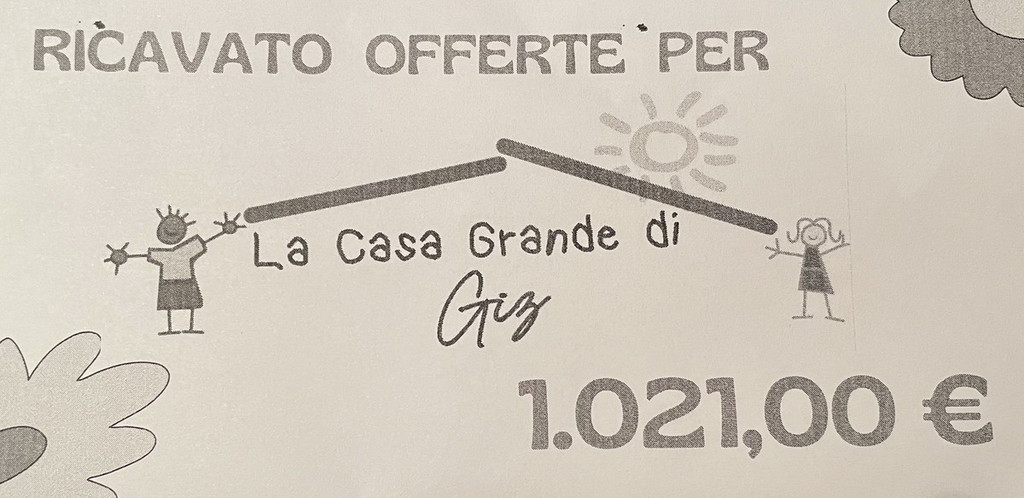 RICAVATO OFFERTE PER
La Casa Grande di
Giz
1.021,00 €